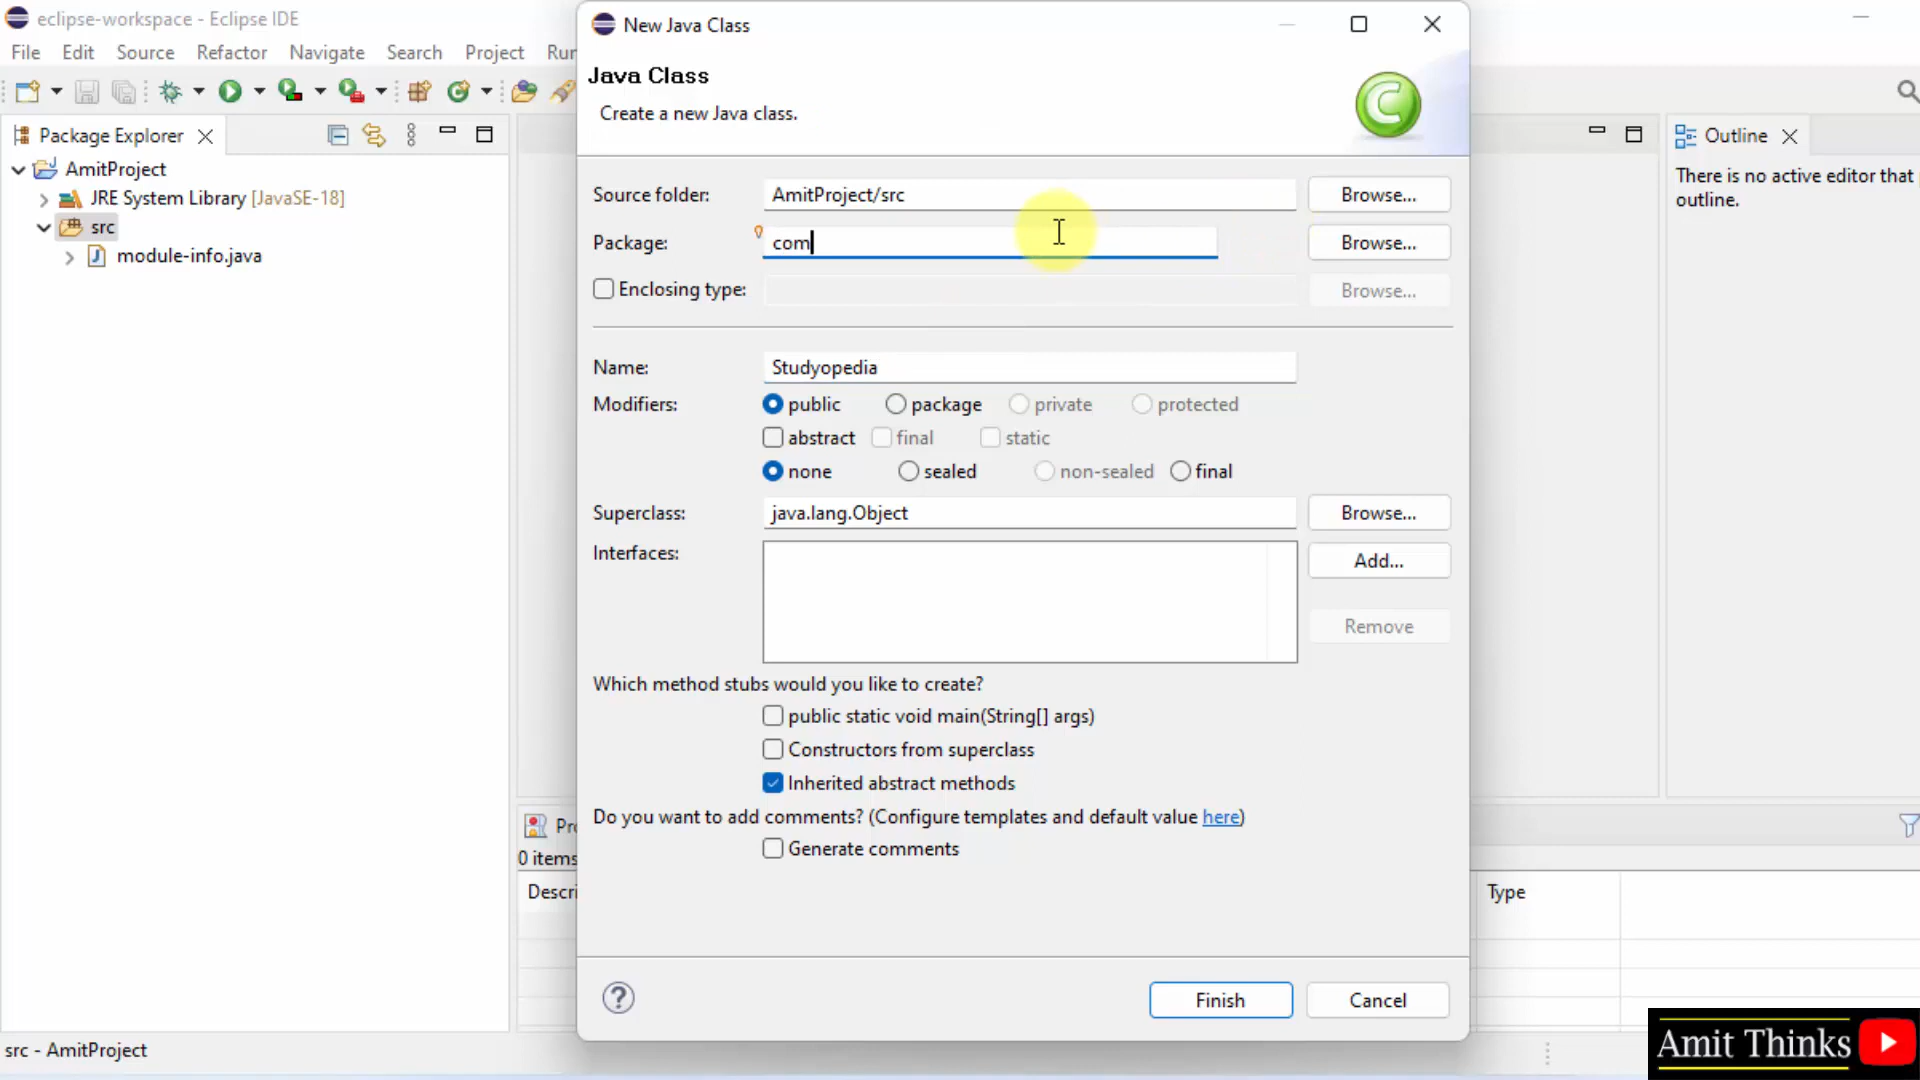 eclipse-workspace - Eclipse IDE
File Edit Source Refactor Navigate Search Project Run
Package Explorer
AmitProject
JRE System Library [JavaSE-18]
src
module-info.java
New Java Class
Java Class
Create a new Java class.
C
Source folder: AmitProject/src Browse...
Package: com Browse...
Enclosing type: Browse...
Name: Studyopedia
Modifiers: public package private protected
abstract final static
none sealed non-sealed final
Superclass: java.lang.Object Browse...
Interfaces: Add...
Remove
Which method stubs would you like to create?
public static void main(String[] args)
Constructors from superclass
Inherited abstract methods
Do you want to add comments? (Configure templates and default value here)
Generate comments
? Finish Cancel
Outline
There is no active editor that
outline.
0 items
Type
src - AmitProject
Amit Thinks